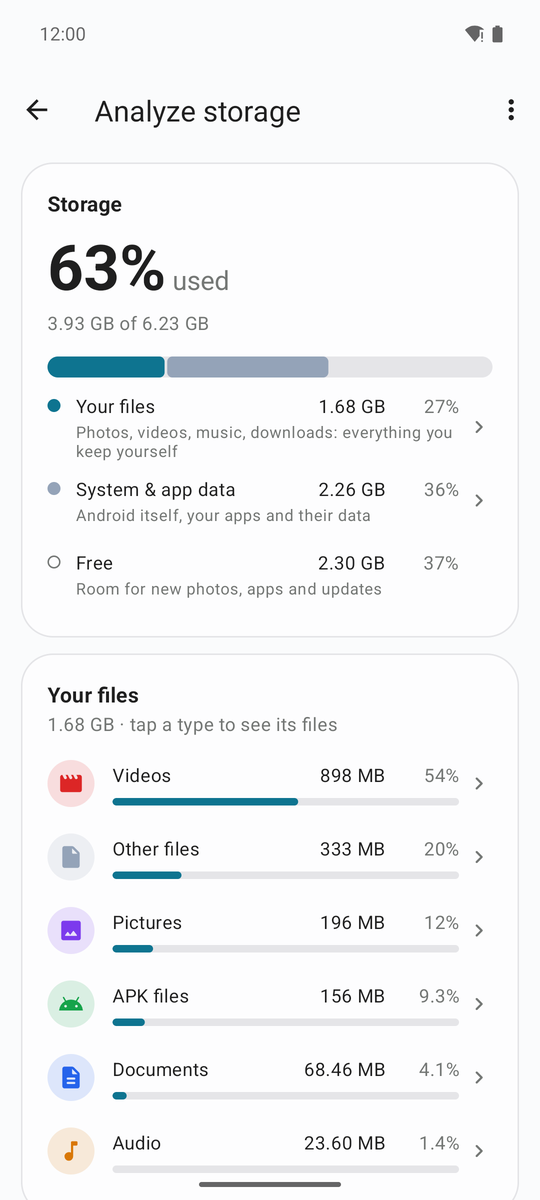 12:00
Analyze storage
Storage
63% used
3.93 GB of 6.23 GB
Your files 1.68 GB 27%
Photos, videos, music, downloads: everything you
keep yourself
System & app data 2.26 GB 36%
Android itself, your apps and their data
Free 2.30 GB 37%
Room for new photos, apps and updates
Your files
1.68 GB · tap a type to see its files
Videos 898 MB 54%
Other files 333 MB 20%
Pictures 196 MB 12%
APK files 156 MB 9.3%
Documents 68.46 MB 4.1%
Audio 23.60 MB 1.4%